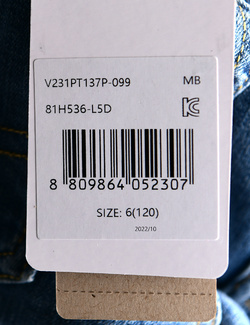 V231PT137P-099 MB
81H536-L5D
8 809864 052307
SIZE: 6(120)
2022/10